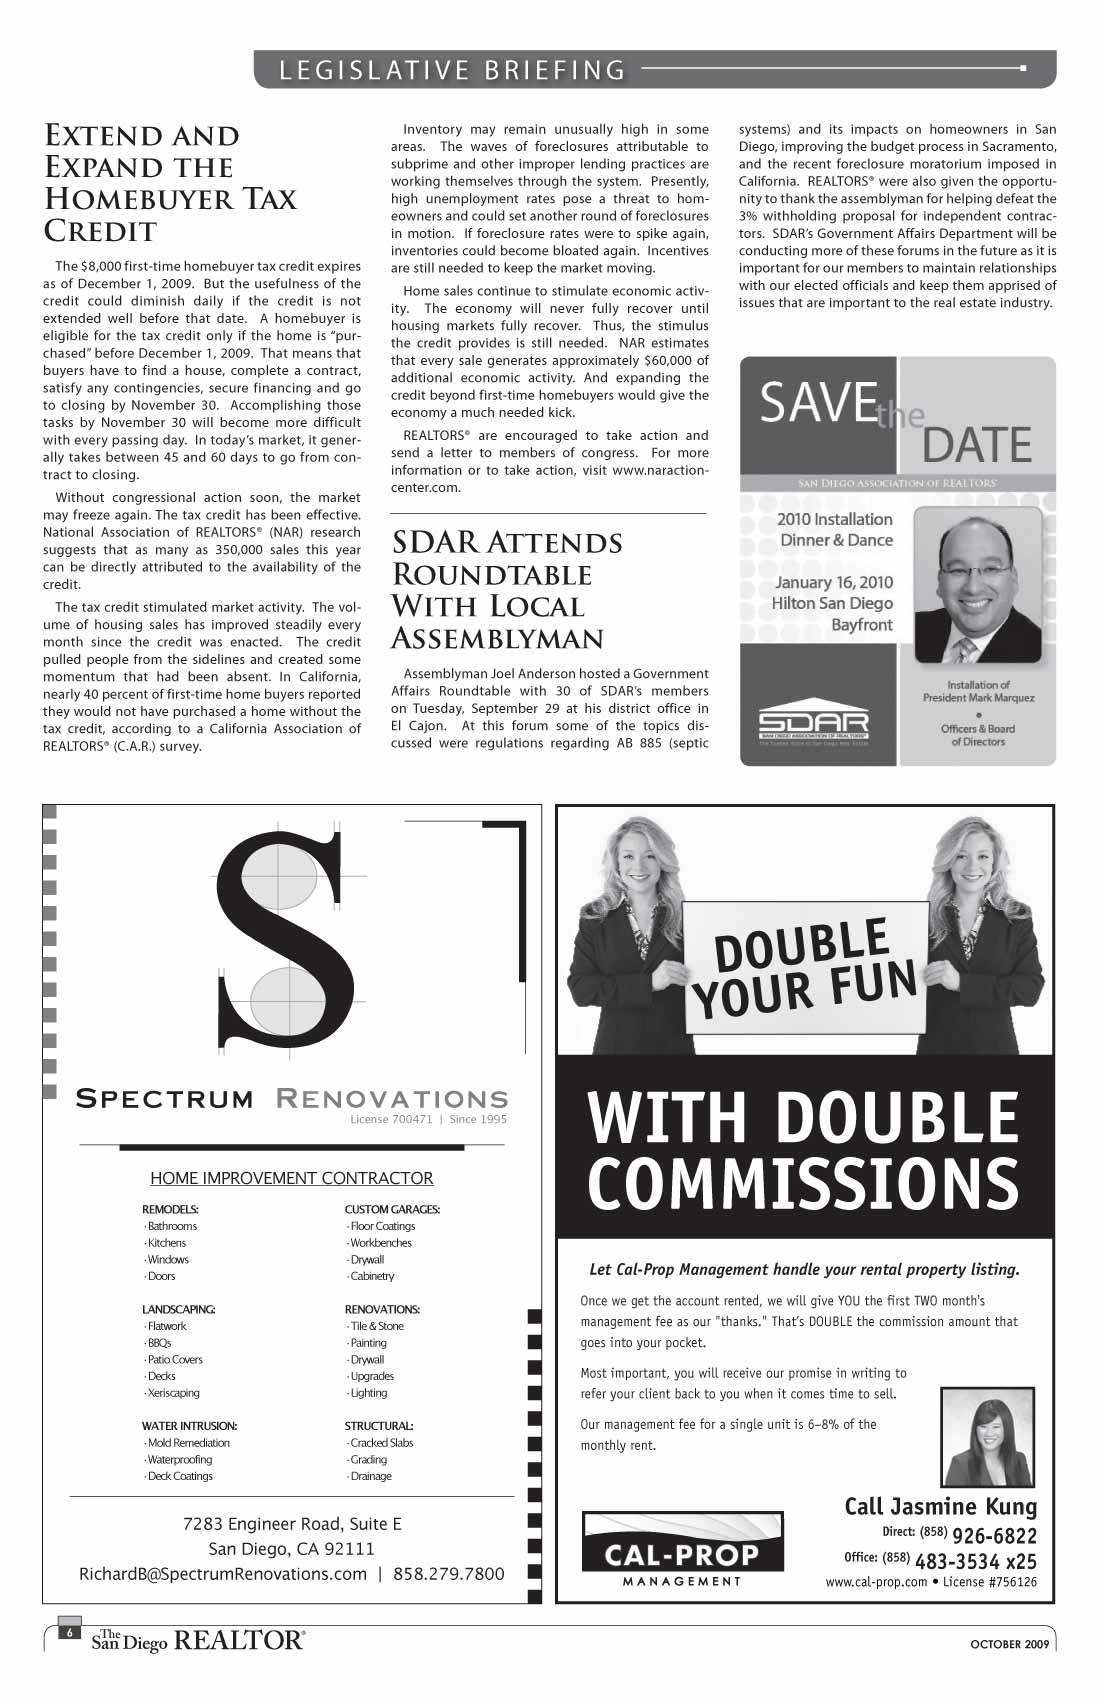 LEGISLATIVE BRIEFING
EXTEND AND
EXPAND THE
HOMEBUYER TAX
CREDIT
The $8,000 first-time homebuyer tax credit expires
as of December 1, 2009. But the usefulness of the
credit could diminish daily if the credit is not
extended well before that date. A homebuyer is
eligible for the tax credit only if the home is “pur-
chased” before December 1, 2009. That means that
buyers have to find a house, complete a contract,
satisfy any contingencies, secure financing and go
to closing by November 30. Accomplishing those
tasks by November 30 will become more difficult
with every passing day. In today’s market, it gener-
ally takes between 45 and 60 days to go from con-
tract to closing.
Without congressional action soon, the market
may freeze again. The tax credit has been effective.
National Association of REALTORS® (NAR) research
suggests that as many as 350,000 sales this year
can be directly attributed to the availability of the
credit.
The tax credit stimulated market activity. The vol-
ume of housing sales has improved steadily every
month since the credit was enacted. The credit
pulled people from the sidelines and created some
momentum that had been absent. In California,
nearly 40 percent of first-time home buyers reported
they would not have purchased a home without the
tax credit, according to a California Association of
REALTORS® (C.A.R.) survey.
Inventory may remain unusually high in some
areas. The waves of foreclosures attributable to
subprime and other improper lending practices are
working themselves through the system. Presently,
high unemployment rates pose a threat to hom-
eowners and could set another round of foreclosures
in motion. If foreclosure rates were to spike again,
inventories could become bloated again. Incentives
are still needed to keep the market moving.
Home sales continue to stimulate economic activ-
ity. The economy will never fully recover until
housing markets fully recover. Thus, the stimulus
the credit provides is still needed. NAR estimates
that every sale generates approximately $60,000 of
additional economic activity. And expanding the
credit beyond first-time homebuyers would give the
economy a much needed kick.
REALTORS® are encouraged to take action and
send a letter to members of congress. For more
information or to take action, visit www.naraction-
center.com.
SDAR ATTENDS
ROUNDTABLE
WITH LOCAL
ASSEMBLYMAN
Assemblyman Joel Anderson hosted a Government
Affairs Roundtable with 30 of SDAR’s members
on Tuesday, September 29 at his district office in
El Cajon. At this forum some of the topics dis-
cussed were regulations regarding AB 885 (septic
systems) and its impacts on homeowners in San
Diego, improving the budget process in Sacramento,
and the recent foreclosure moratorium imposed in
California. REALTORS® were also given the opportu-
nity to thank the assemblyman for helping defeat the
3% withholding proposal for independent contrac-
tors. SDAR’s Government Affairs Department will be
conducting more of these forums in the future as it is
important for our members to maintain relationships
with our elected officials and keep them apprised of
issues that are important to the real estate industry.
SAVE the DATE
SAN DIEGO ASSOCIATION OF REALTORS®
2010 Installation
Dinner & Dance
January 16, 2010
Hilton San Diego
Bayfront
Installation of
President Mark Marquez
•
Officers & Board
of Directors
SDAR
SAN DIEGO ASSOCIATION OF REALTORS®
The Trusted Voice of San Diego Real Estate
S
SPECTRUM RENOVATIONS
License 700471 | Since 1995
HOME IMPROVEMENT CONTRACTOR
REMODELS:
· Bathrooms
· Kitchens
· Windows
· Doors
LANDSCAPING:
· Flatwork
· BBQs
· Patio Covers
· Decks
· Xeriscaping
WATER INTRUSION:
· Mold Remediation
· Waterproofing
· Deck Coatings
CUSTOM GARAGES:
· Floor Coatings
· Workbenches
· Drywall
· Cabinetry
RENOVATIONS:
· Tile & Stone
· Painting
· Drywall
· Upgrades
· Lighting
STRUCTURAL:
· Cracked Slabs
· Grading
· Drainage
7283 Engineer Road, Suite E
San Diego, CA 92111
RichardB@SpectrumRenovations.com | 858.279.7800
DOUBLE
YOUR FUN
WITH DOUBLE
COMMISSIONS
Let Cal-Prop Management handle your rental property listing.
Once we get the account rented, we will give YOU the first TWO month's
management fee as our "thanks." That’s DOUBLE the commission amount that
goes into your pocket.
Most important, you will receive our promise in writing to
refer your client back to you when it comes time to sell.
Our management fee for a single unit is 6–8% of the
monthly rent.
CAL-PROP
MANAGEMENT
Call Jasmine Kung
Direct: (858) 926-6822
Office: (858) 483-3534 x25
www.cal-prop.com • License #756126
6
The San Diego REALTOR®
OCTOBER 2009